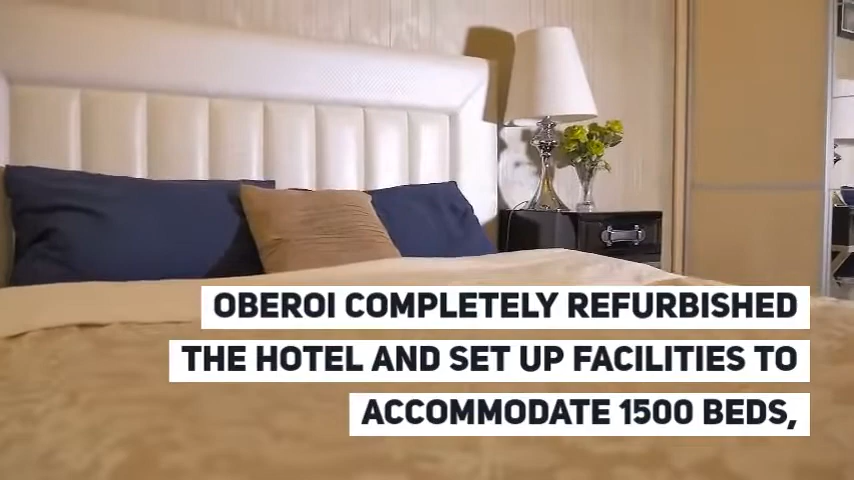 OBEROI COMPLETELY REFURBISHED
THE HOTEL AND SET UP FACILITIES TO
ACCOMMODATE 1500 BEDS,